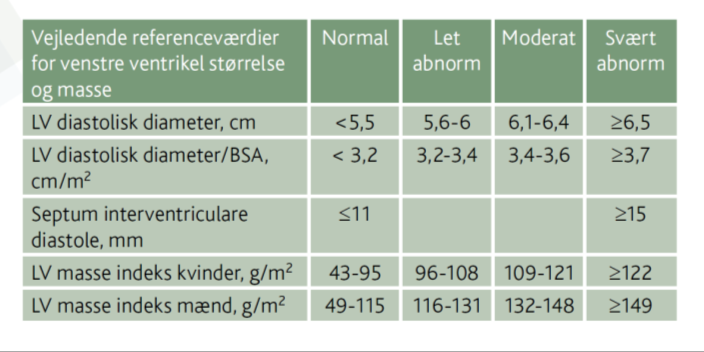 Vejledende referenceværdier for venstre ventrikel størrelse og masse Normal Let abnorm Moderat Svært abnorm
LV diastolisk diameter, cm <5,5 5,6-6 6,1-6,4 ≥6,5
LV diastolisk diameter/BSA, cm/m² < 3,2 3,2-3,4 3,4-3,6 ≥3,7
Septum interventriculare diastole, mm ≤11 ≥15
LV masse indeks kvinder, g/m² 43-95 96-108 109-121 ≥122
LV masse indeks mænd, g/m² 49-115 116-131 132-148 ≥149